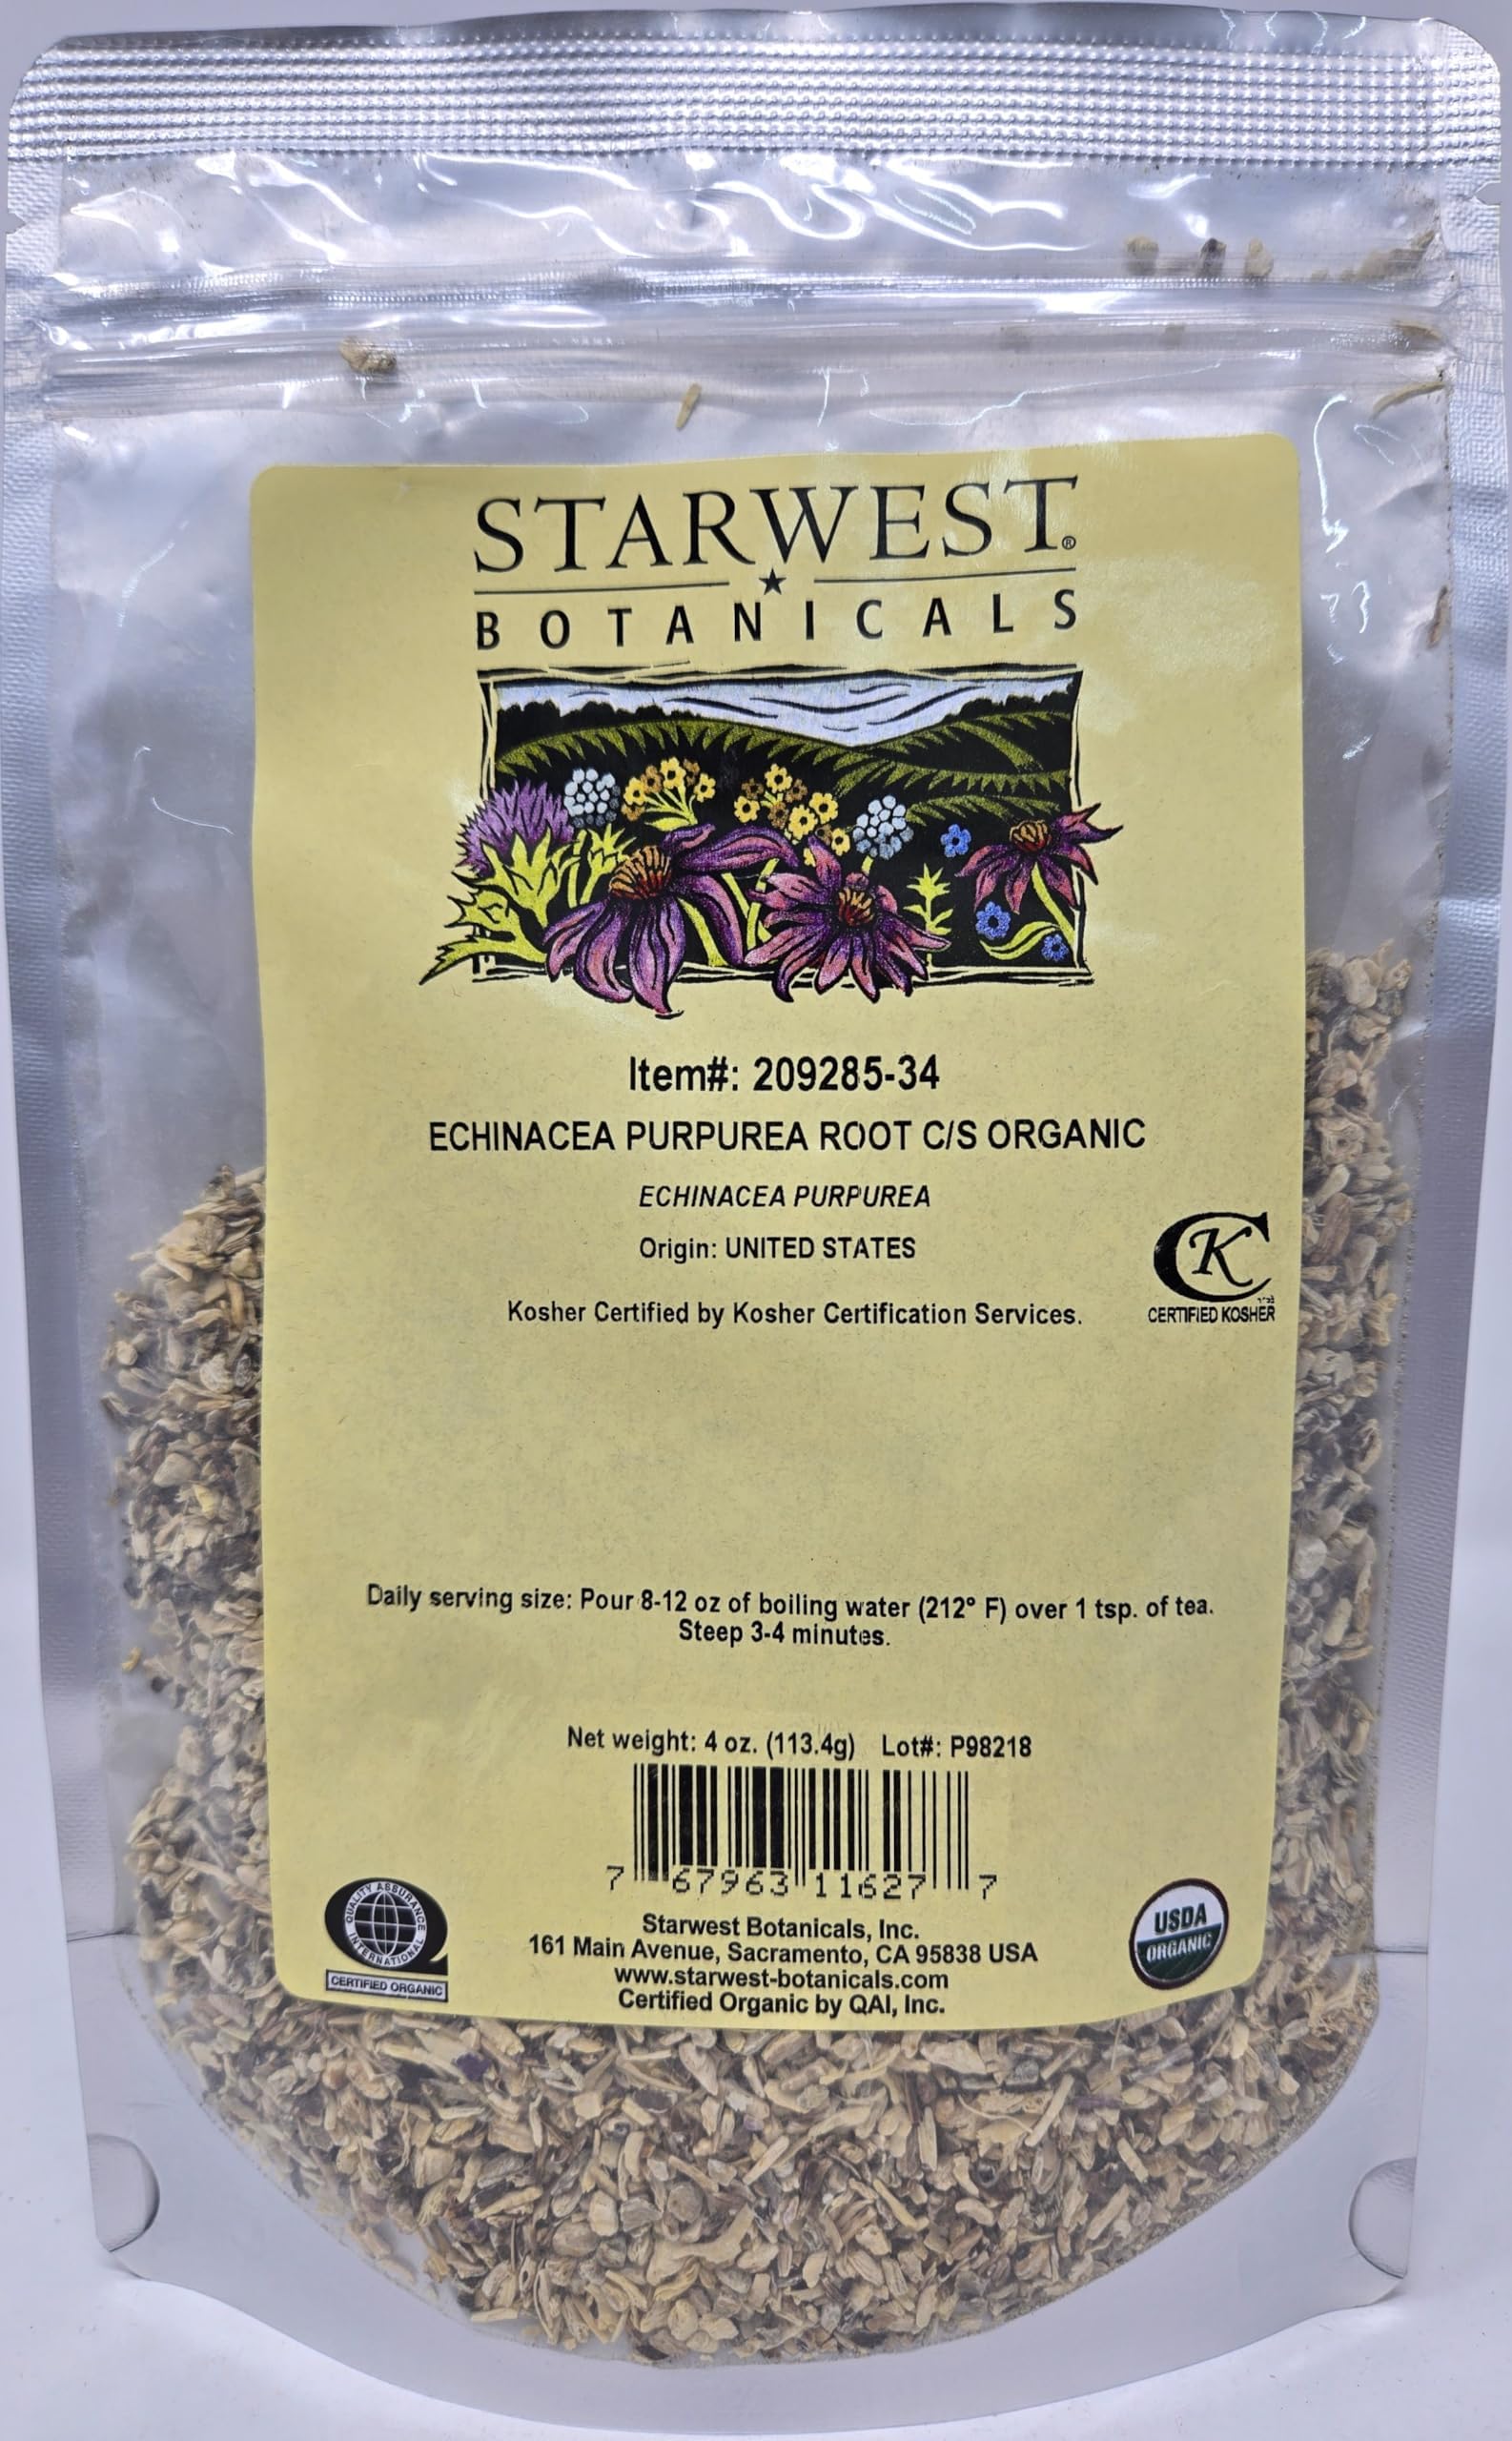 STARWEST®
BOTANICALS
Item#: 209285-34
ECHINACEA PURPUREA ROOT C/S ORGANIC
ECHINACEA PURPUREA
Origin: UNITED STATES
Kosher Certified by Kosher Certification Services.
CK
CERTIFIED KOSHER
Daily serving size: Pour 8-12 oz of boiling water (212° F) over 1 tsp. of tea.
Steep 3-4 minutes.
Net weight: 4 oz. (113.4g) Lot#: P98218
7 67963 11627 7
QUALITY ASSURANCE INTERNATIONAL
CERTIFIED ORGANIC
Starwest Botanicals, Inc.
161 Main Avenue, Sacramento, CA 95838 USA
www.starwest-botanicals.com
Certified Organic by QAI, Inc.
USDA
ORGANIC